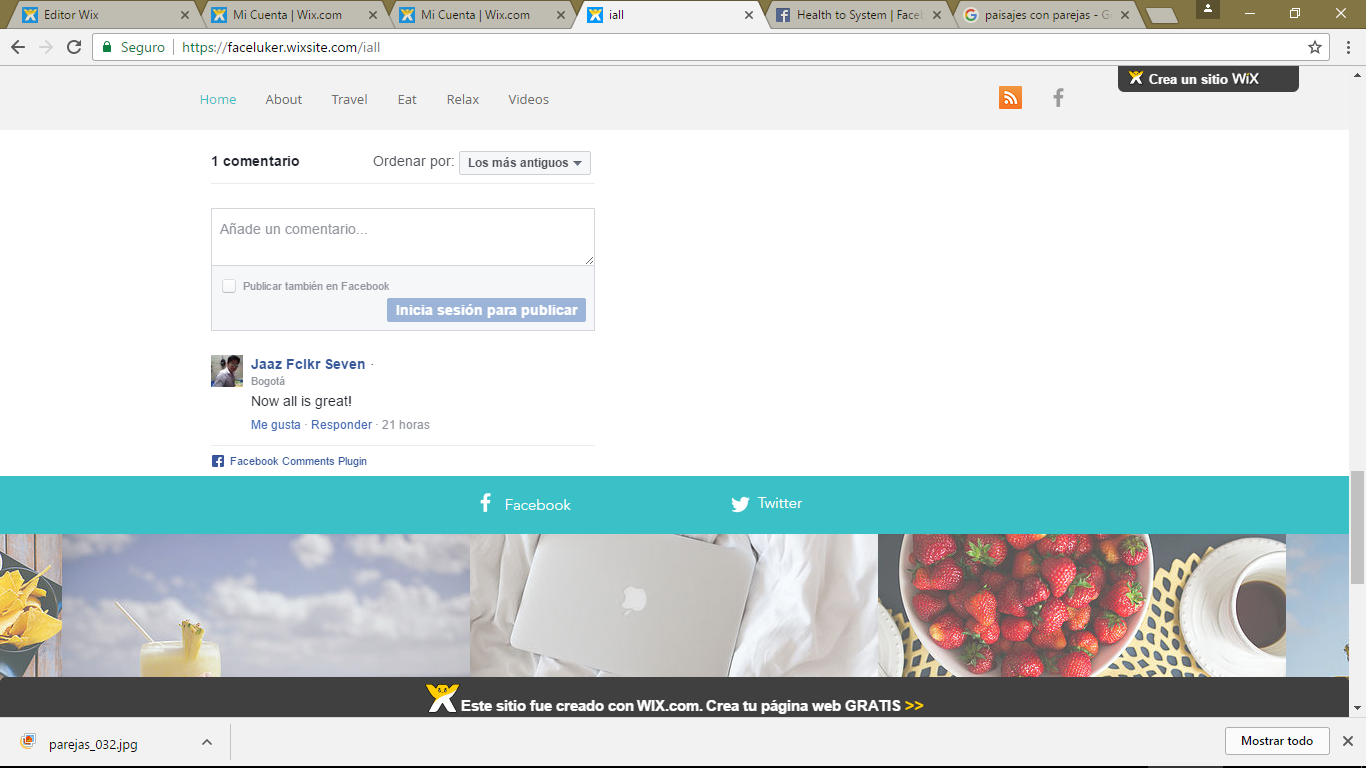 Editor Wix
Mi Cuenta | Wix.com
Mi Cuenta | Wix.com
iall
Health to System | Facel
paisajes con parejas - G
Seguro
https://faceluker.wixsite.com/iall
Crea un sitio WiX
Home About Travel Eat Relax Videos
1 comentario
Ordenar por: Los más antiguos
Añade un comentario...
Publicar también en Facebook
Inicia sesión para publicar
Jaaz Fclkr Seven ·
Bogotá
Now all is great!
Me gusta · Responder · 21 horas
Facebook Comments Plugin
Facebook
Twitter
Este sitio fue creado con WIX.com. Crea tu página web GRATIS >>
parejas_032.jpg
Mostrar todo